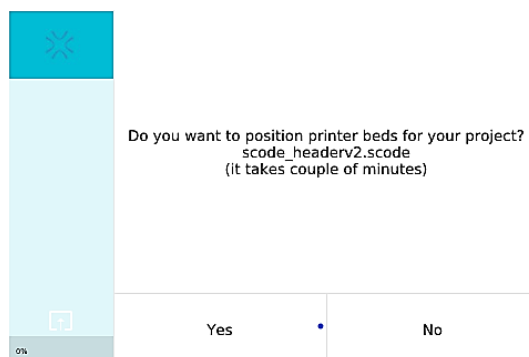 Do you want to position printer beds for your project?
scode_headerv2.scode
(it takes couple of minutes)
Yes
No
0%